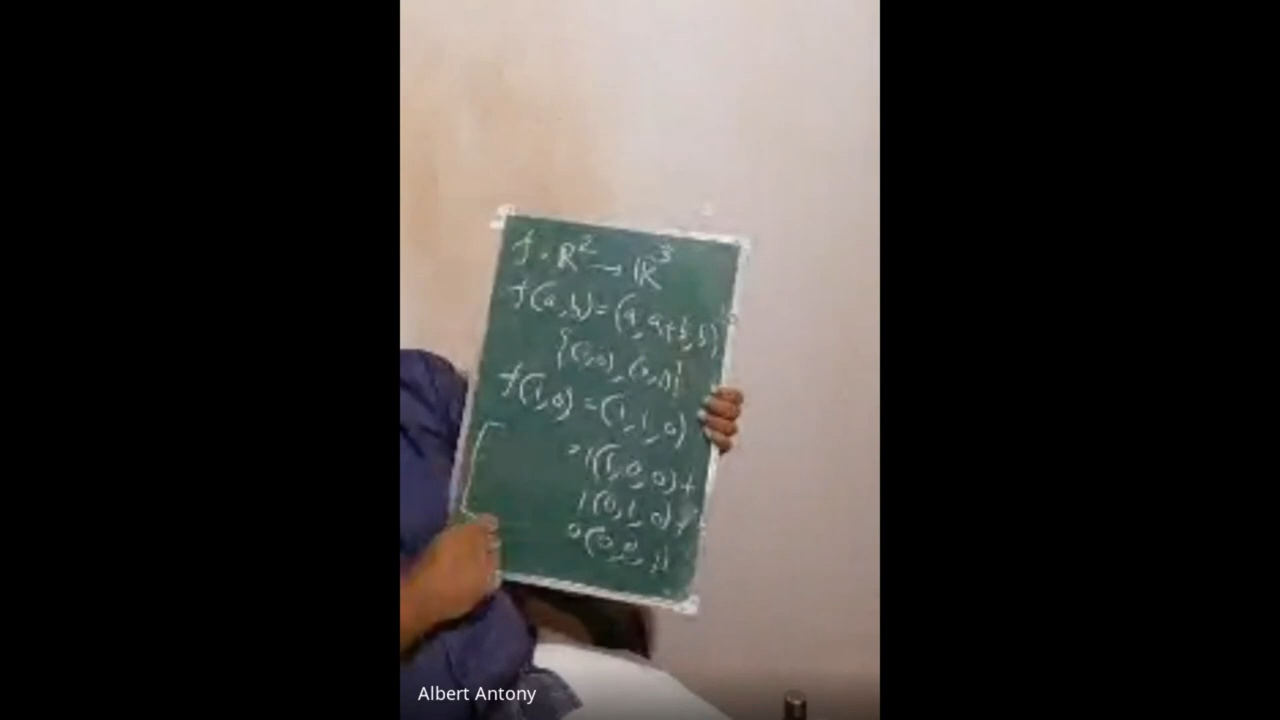 f: R² → ℝ³
f(a,b)=(a,a+b,b)
{(1,0),(0,1)}
f(1,0)=(1,1,0)
=1(1,0,0)+
1(0,1,0)+
0(0,0,1)
Albert Antony